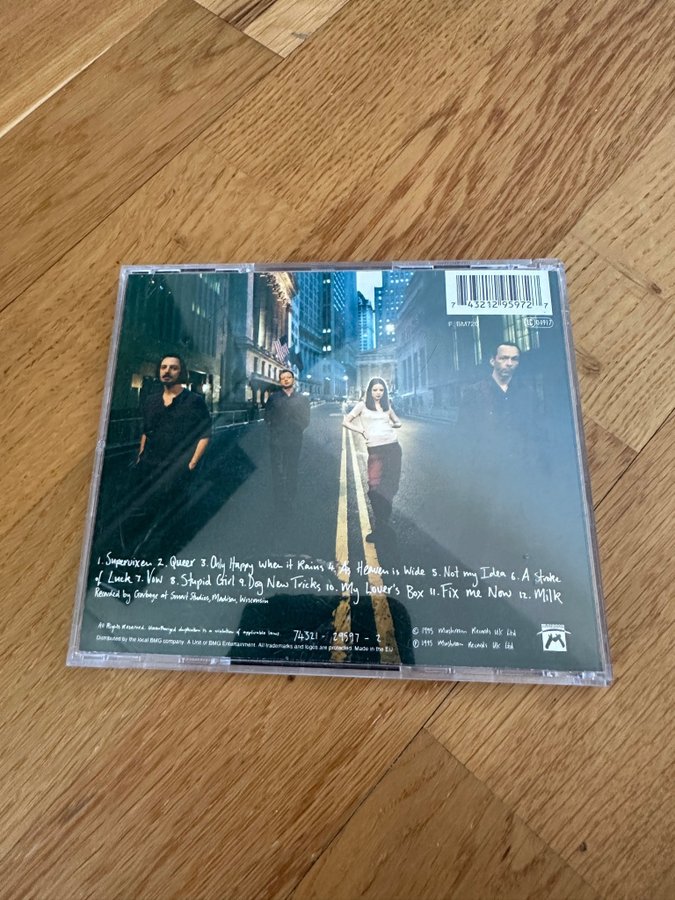 7 43212 95972 7
F: BM720
LC 01917
1. Supervixen 2. Queer 3. Only Happy When it Rains 4. As Heaven is Wide 5. Not my Idea 6. A Stroke
of Luck 7. Vow 8. Stupid Girl 9. Dog New Tricks 10. My Lover's Box 11. Fix me Now 12. Milk
Recorded by Garbage at Smart Studios, Madison, Wisconsin
All Rights Reserved. Unauthorized duplication is a violation of applicable laws. 74321-29597-2 © 1995 Mushroom Records UK Ltd
Distributed by the local BMG company. A Unit of BMG Entertainment. All trademarks and logos are protected. Made in the EU. ℗ 1995 Mushroom Records UK Ltd